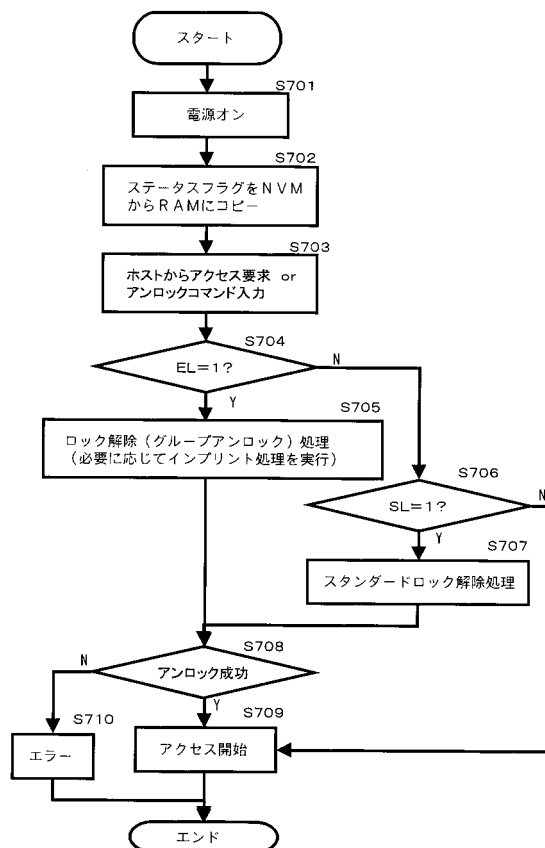 スタート
S701
電源オン
S702
ステータスフラグをNVM
からRAMにコピー
S703
ホストからアクセス要求 or
アンロックコマンド入力
S704
EL=1?
N
Y
S705
ロック解除(グループアンロック)処理
(必要に応じてインプリント処理を実行)
S706
SL=1?
N
Y
S707
スタンダードロック解除処理
S708
N
アンロック成功
Y
S709
S710
エラー
アクセス開始
エンド